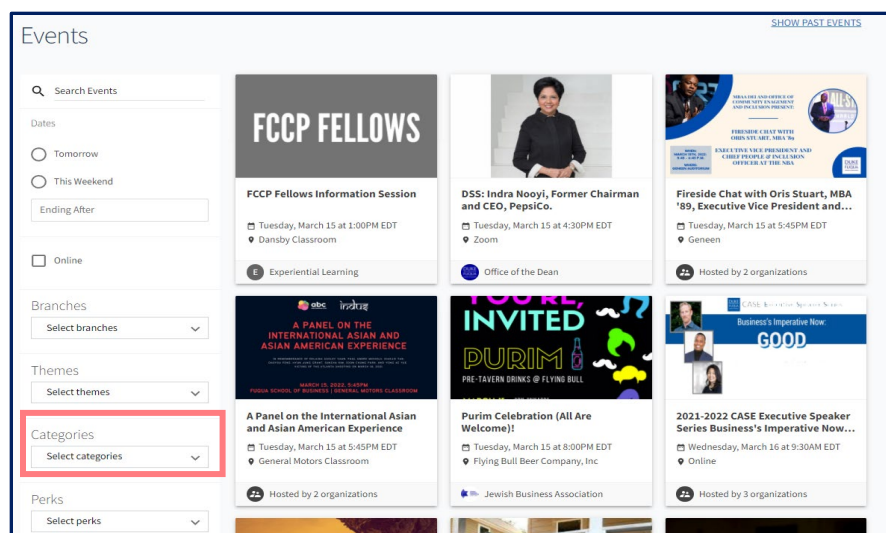 Events
SHOW PAST EVENTS
Search Events
Dates
Tomorrow
This Weekend
Ending After
Online
Branches
Select branches
Themes
Select themes
Categories
Select categories
Perks
Select perks
FCCP FELLOWS
FCCP Fellows Information Session
Tuesday, March 15 at 1:00PM EDT
Dansby Classroom
E
Experiential Learning
DSS: Indra Nooyi, Former Chairman
and CEO, PepsiCo.
Tuesday, March 15 at 4:30PM EDT
Zoom
Office of the Dean
FIRESIDE CHAT WITH
ORIS STUART, MBA '89
EXECUTIVE VICE PRESIDENT AND
CHIEF PEOPLE & INCLUSION
OFFICER AT THE NBA
DUKE
FUQUA
Fireside Chat with Oris Stuart, MBA
'89, Executive Vice President and...
Tuesday, March 15 at 5:45PM EDT
Geneen
Hosted by 2 organizations
abc indus
A PANEL ON THE
INTERNATIONAL ASIAN AND
ASIAN AMERICAN EXPERIENCE
MARCH 15, 2022, 5:45PM
FUQUA SCHOOL OF BUSINESS | GENERAL MOTORS CLASSROOM
A Panel on the International Asian
and Asian American Experience
Tuesday, March 15 at 5:45PM EDT
General Motors Classroom
Hosted by 2 organizations
YOU'RE,
INVITED
PURIM
PRE-TAVERN DRINKS @ FLYING BULL
Purim Celebration (All Are
Welcome)!
Tuesday, March 15 at 8:00PM EDT
Flying Bull Beer Company, Inc
Jewish Business Association
CASE Executive Speaker Series
Business's Imperative Now:
GOOD
2021-2022 CASE Executive Speaker
Series Business's Imperative Now...
Wednesday, March 16 at 9:30AM EDT
Online
Hosted by 3 organizations